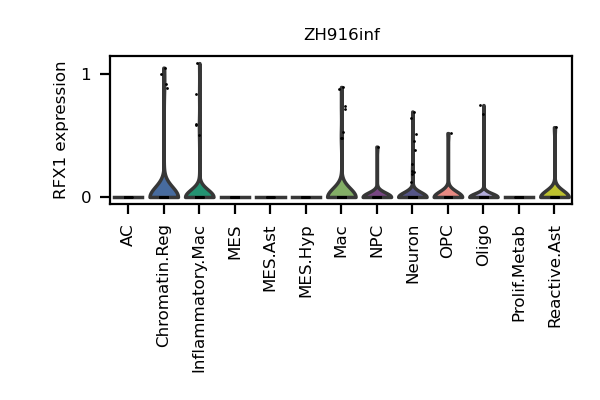 ZH916inf
RFX1 expression
1
0
AC
Chromatin.Reg
Inflammatory.Mac
MES
MES.Ast
MES.Hyp
Mac
NPC
Neuron
OPC
Oligo
Prolif.Metab
Reactive.Ast